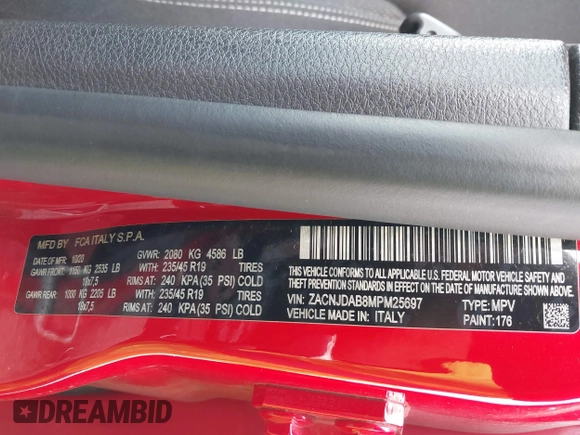 MFD BY FCA ITALY S.P.A.
DATE OF MFR 10/20 GVWR: 2080 KG 4586 LB
GAWR FRONT: 1150 KG 2535 LB WITH: 235/45 R19 TIRES
19x7,5 RIMS AT: 240 KPA(35 PSI) COLD
GAWR REAR: 1000 KG 2205 LB WITH: 235/45 R19 TIRES
19x7,5 RIMS AT: 240 KPA(35 PSI) COLD
THIS VEHICLE CONFORMS TO ALL APPLICABLE U.S. FEDERAL MOTOR VEHICLE SAFETY AND
THEFT PREVENTION STANDARDS IN EFFECT ON THE DATE OF MANUFACTURE SHOWN ABOVE.
VIN: ZACNJDAB8MPM25697 TYPE: MPV
VEHICLE MADE IN: ITALY PAINT: 176
DREAMBID